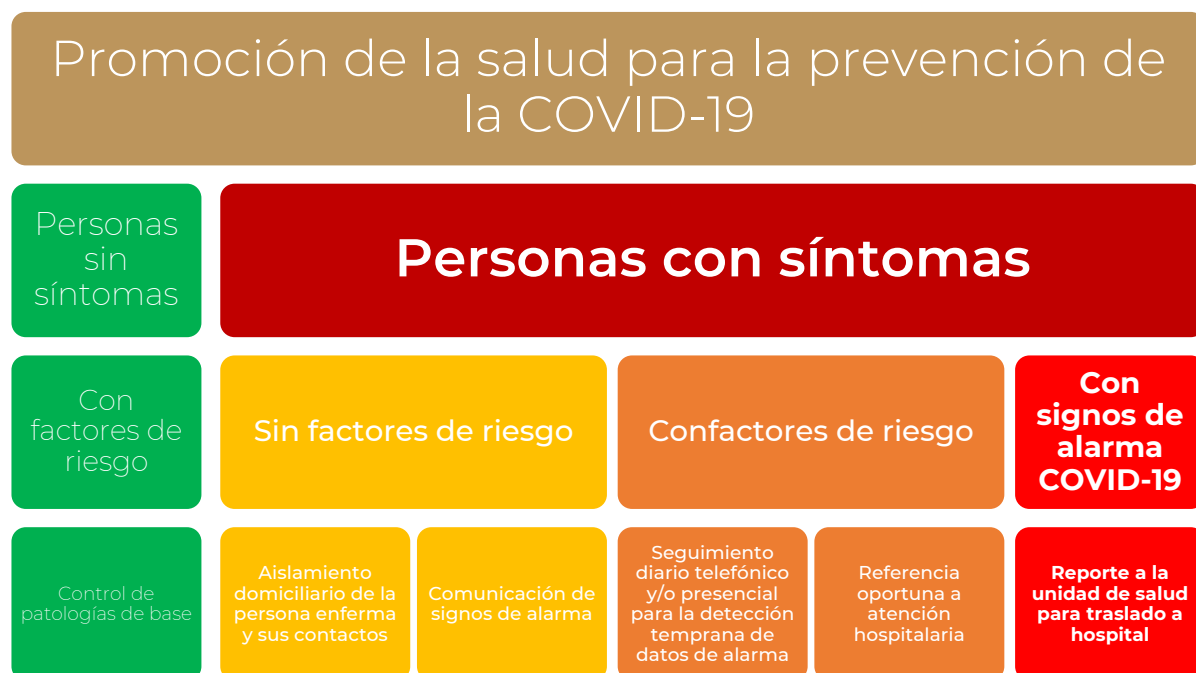 Promoción de la salud para la prevención de
la COVID-19
Personas
sin
síntomas
Personas con síntomas
Con
factores de
riesgo
Sin factores de riesgo
Confactores de riesgo
Con
signos de
alarma
COVID-19
Control de
patologías de base
Aislamiento
domiciliario de la
persona enferma
y sus contactos
Comunicación de
signos de alarma
Seguimiento
diario telefónico
y/o presencial
para la detección
temprana de
datos de alarma
Referencia
oportuna a
atención
hospitalaria
Reporte a la
unidad de salud
para traslado a
hospital